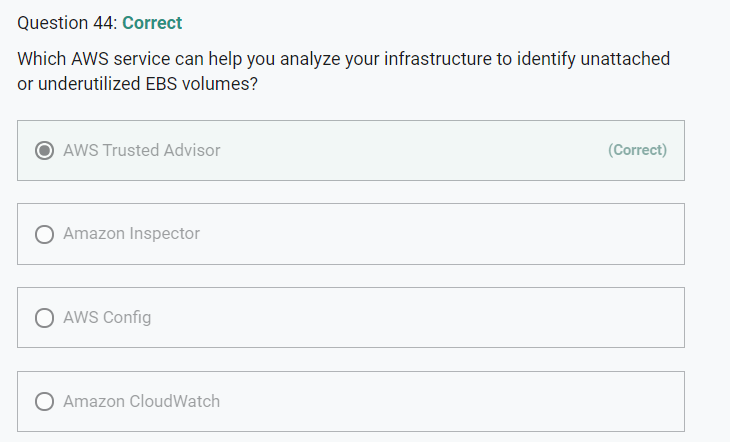 Question 44: Correct
Which AWS service can help you analyze your infrastructure to identify unattached
or underutilized EBS volumes?
AWS Trusted Advisor (Correct)
Amazon Inspector
AWS Config
Amazon CloudWatch